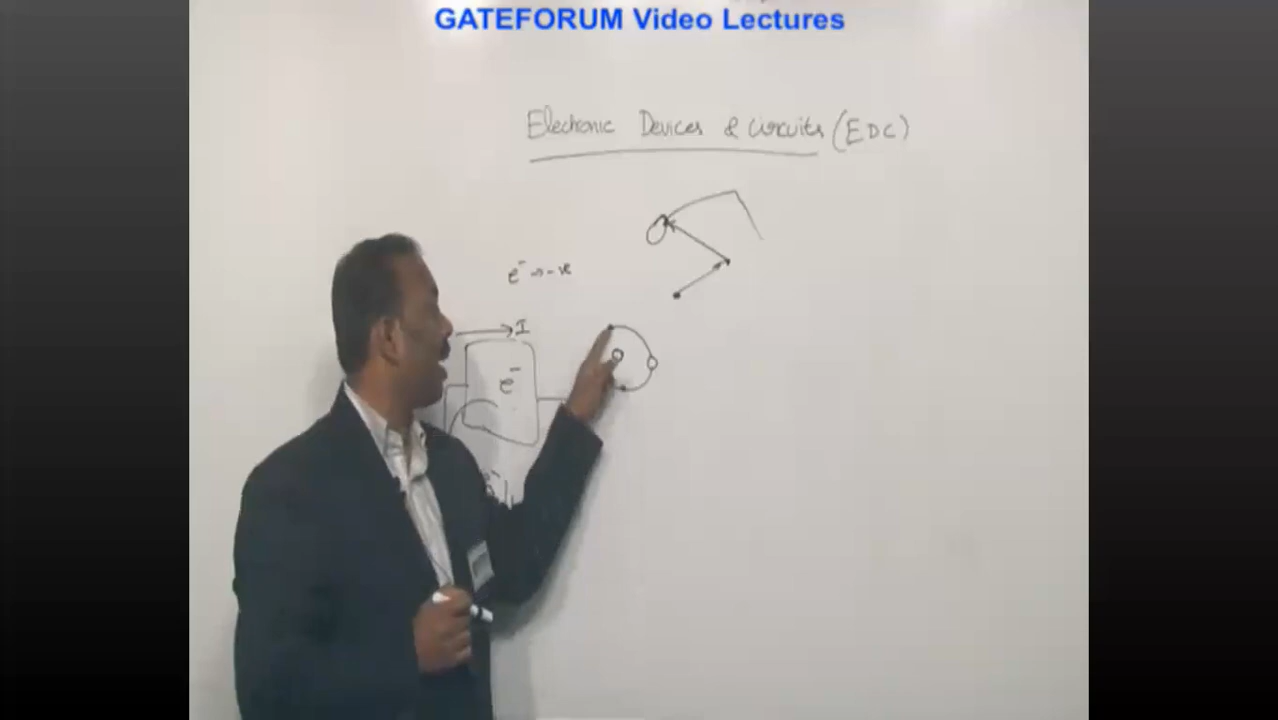 GATEFORUM Video Lectures
Electronic Devices & Circuits (EDC)
e⁻ → -ve
I
e⁻